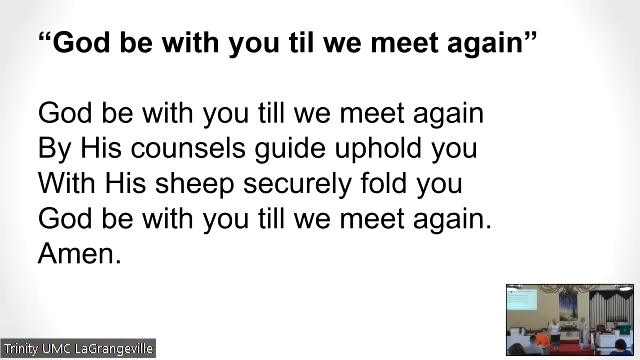 “God be with you til we meet again”
God be with you till we meet again
By His counsels guide uphold you
With His sheep securely fold you
God be with you till we meet again.
Amen.
Trinity UMC LaGrangeville